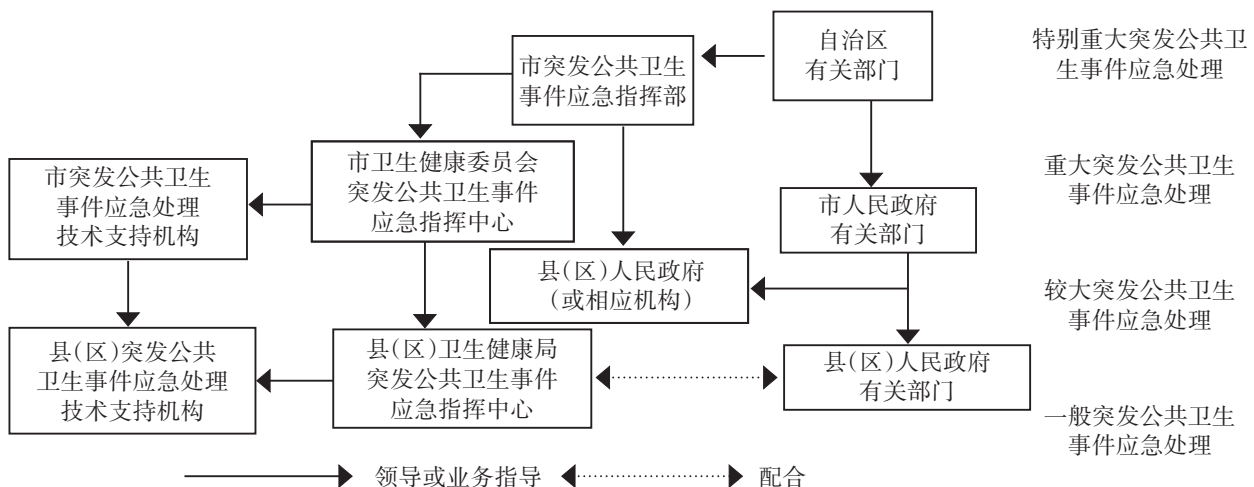 自治区
有关部门
特别重大突发公共卫
生事件应急处理
市突发公共卫生
事件应急指挥部
市卫生健康委员会
突发公共卫生事件
应急指挥中心
市突发公共卫生
事件应急处理
技术支持机构
重大突发公共卫生
事件应急处理
市人民政府
有关部门
县(区)人民政府
(或相应机构)
较大突发公共卫生
事件应急处理
县(区)突发公共
卫生事件应急处理
技术支持机构
县(区)卫生健康局
突发公共卫生事件
应急指挥中心
县(区)人民政府
有关部门
一般突发公共卫生
事件应急处理
领导或业务指导
配合